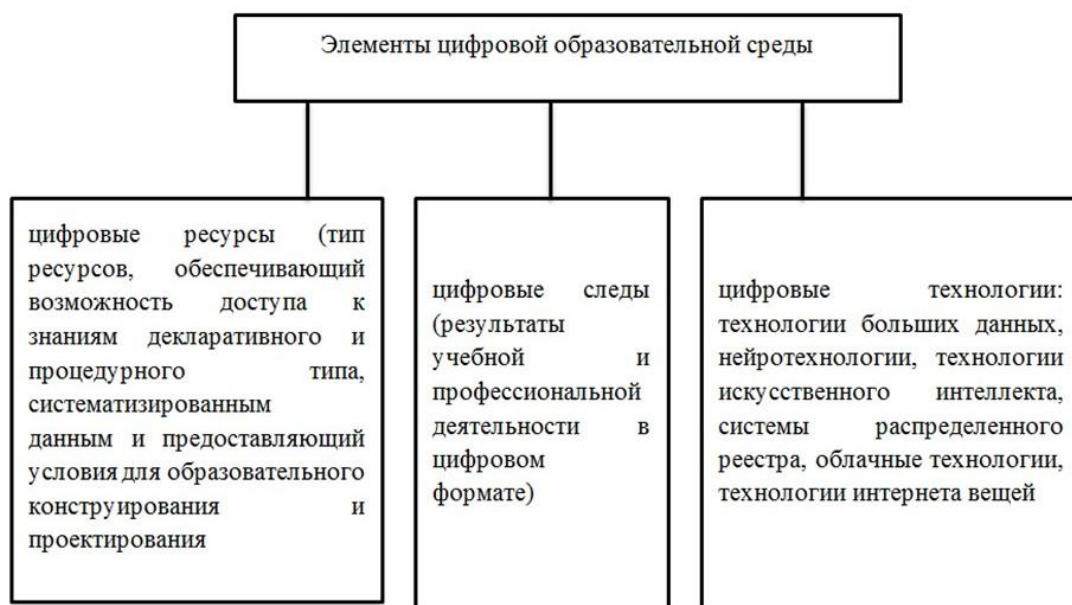 Элементы цифровой образовательной среды
цифровые ресурсы (тип
ресурсов, обеспечивающий
возможность доступа к
знаниям декларативного и
процедурного типа,
систематизированным
данным и предоставляющий
условия для образовательного
конструирования и
проектирования
цифровые следы
(результаты
учебной и
профессиональной
деятельности в
цифровом
формате)
цифровые технологии:
технологии больших данных,
нейротехнологии, технологии
искусственного интеллекта,
системы распределенного
реестра, облачные технологии,
технологии интернета вещей